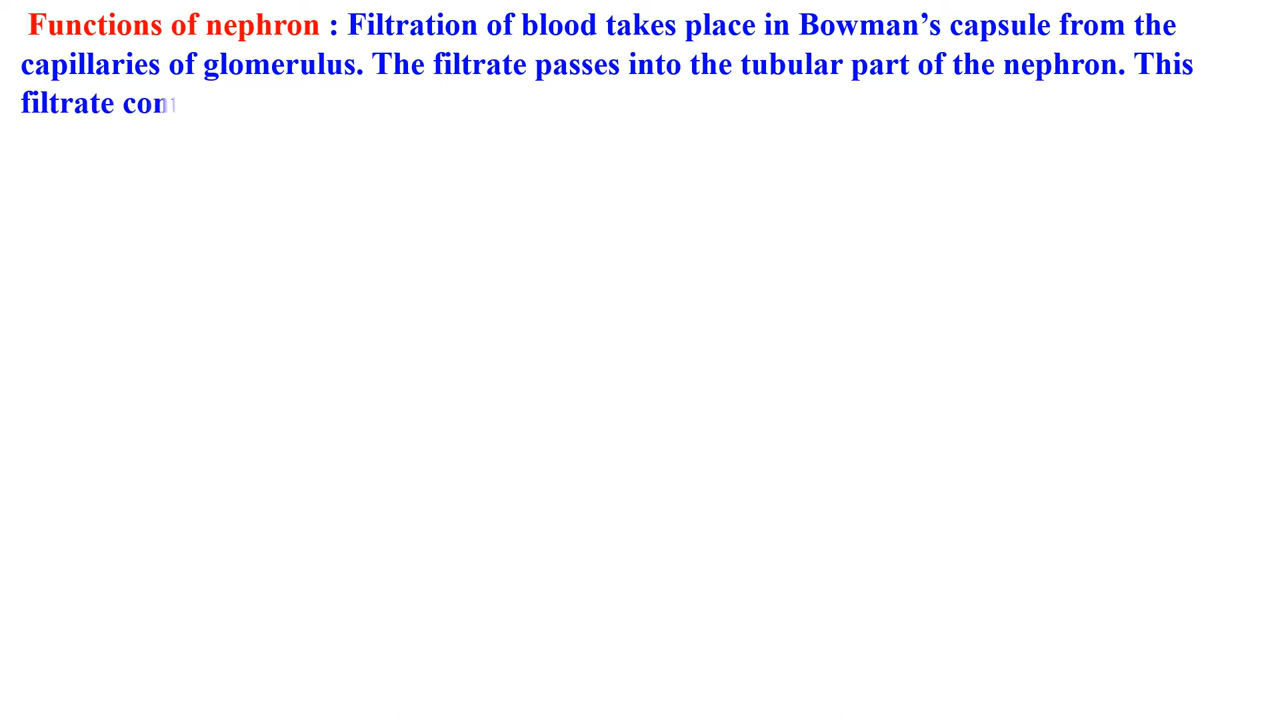 Functions of nephron : Filtration of blood takes place in Bowman’s capsule from the
capillaries of glomerulus. The filtrate passes into the tubular part of the nephron. This
filtrate con